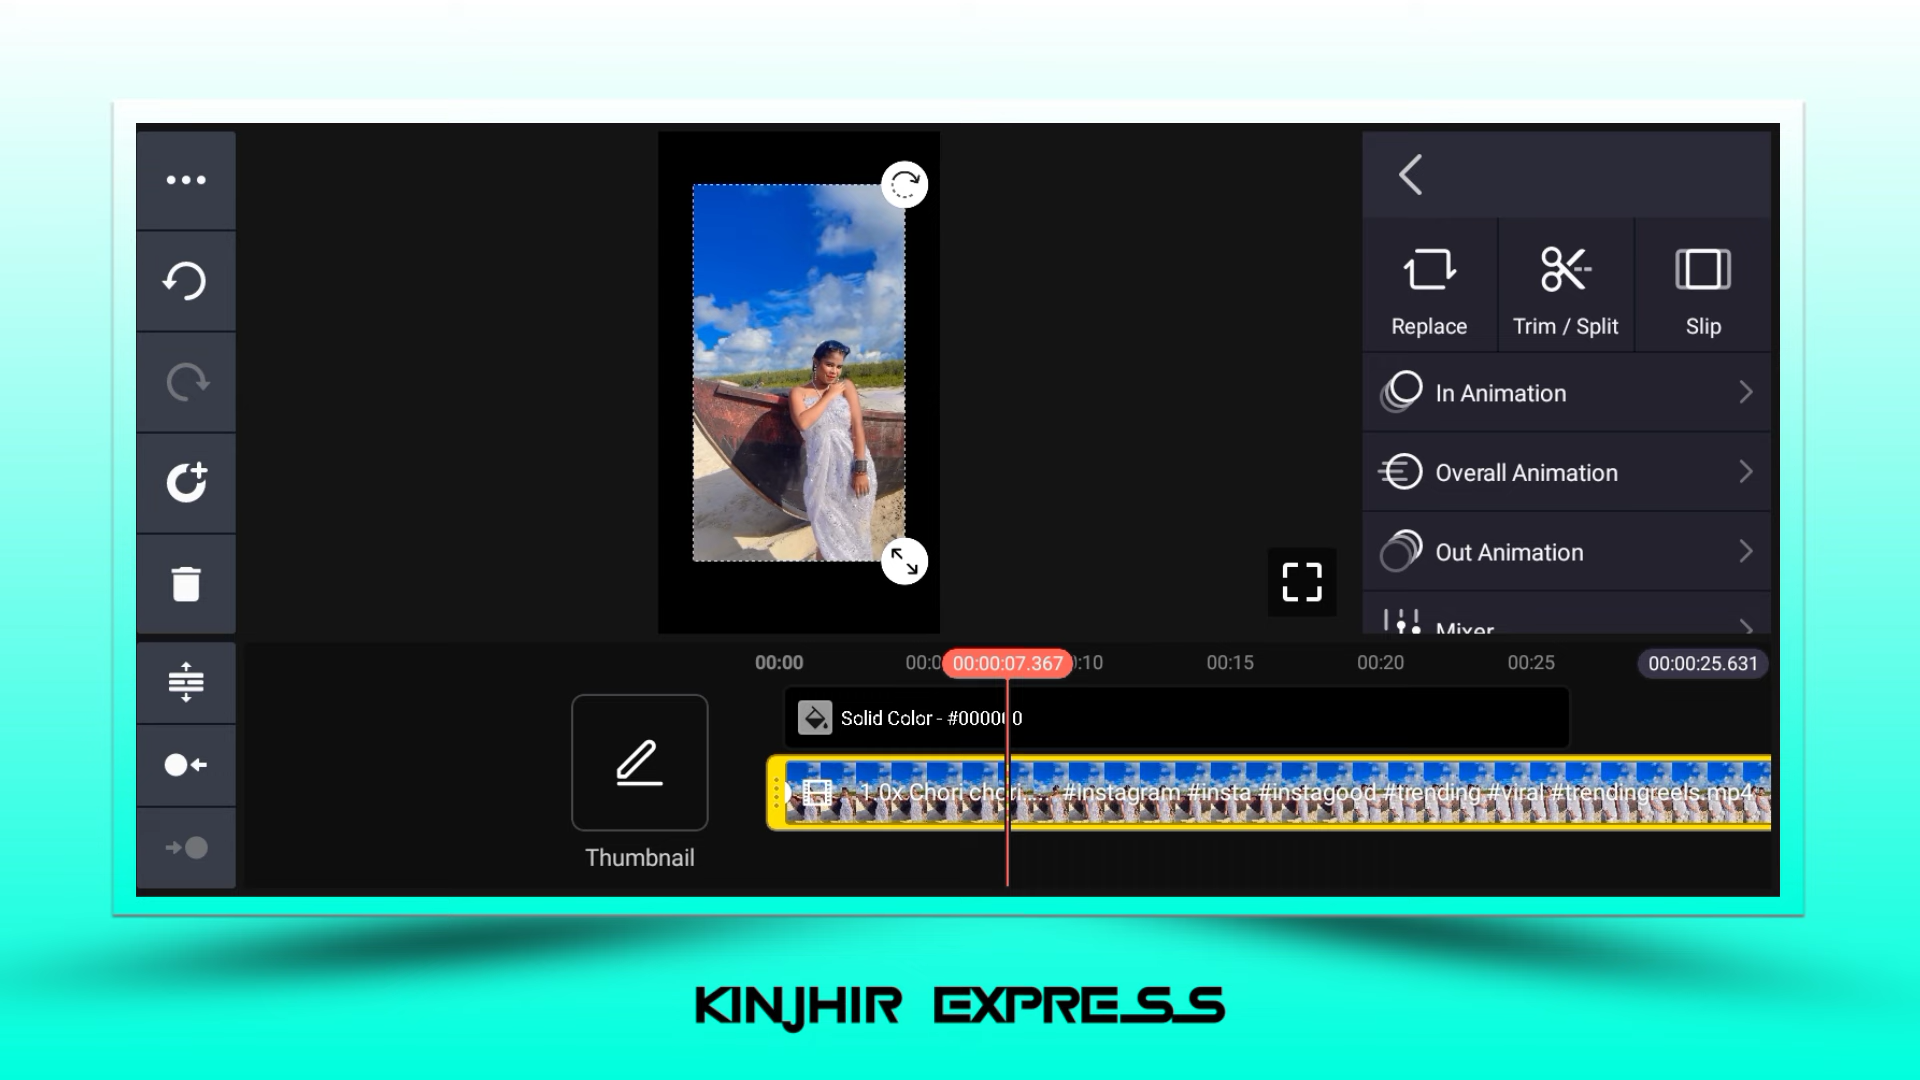 Replace
Trim / Split
Slip
In Animation
Overall Animation
Out Animation
Mixer
00:00
00:00:07.367
:10
00:15
00:20
00:25
00:00:25.631
Solid Color - #000000
1.0x Chori chori..... #Instagram #insta #instagood #trending #viral #trendingreels.mp4
Thumbnail
KINJHIR EXPRESS